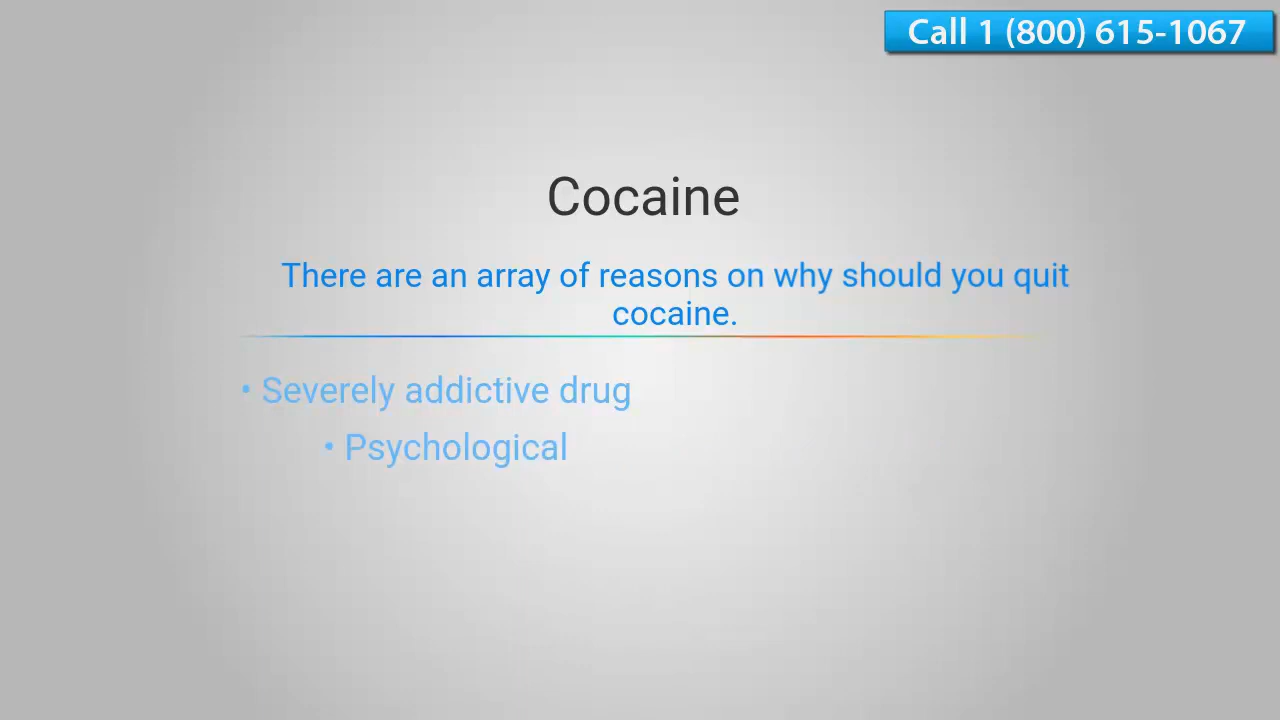 Call 1 (800) 615-1067
Cocaine
There are an array of reasons on why should you quit
cocaine.
• Severely addictive drug
• Psychological